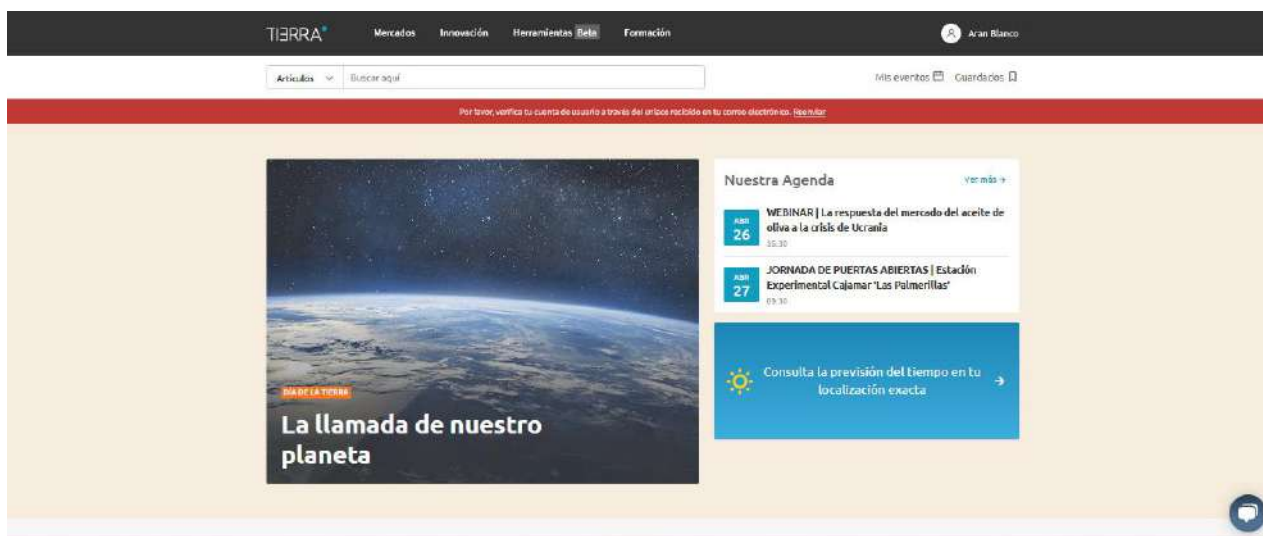 TIERRA
Mercados
Innovación
Herramientas Beta
Formación
Aran Blanco
Artículos
Buscar aquí
Mis eventos
Guardados
Por favor, verifica tu cuenta de usuario a través del enlace recibido en tu correo electrónico. Reenviar
DÍA DE LA TIERRA
La llamada de nuestro
planeta
Nuestra Agenda
Ver más →
ABR
26
WEBINAR | La respuesta del mercado del aceite de
oliva a la crisis de Ucrania
ABR
27
JORNADA DE PUERTAS ABIERTAS | Estación
Experimental Cajamar 'Las Palmerillas'
09:30
Consulta la previsión del tiempo en tu
localización exacta